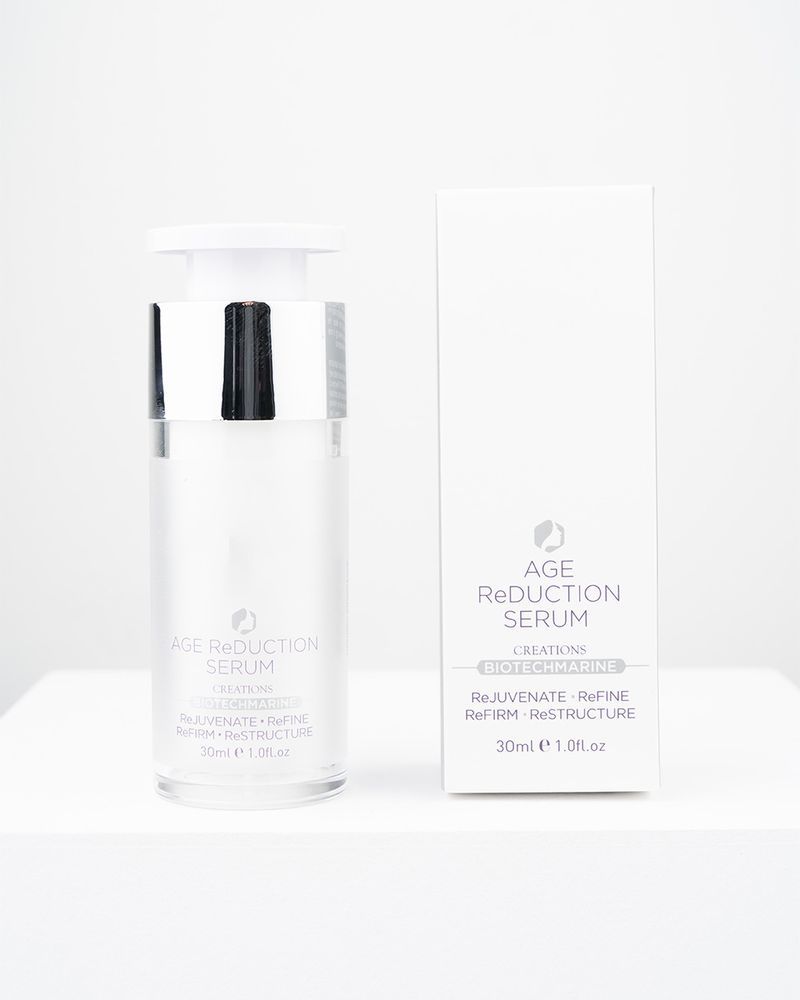 AGE ReDUCTION
SERUM
CREATIONS
BIOTECHMARINE
ReJUVENATE • ReFINE
ReFIRM • ReSTRUCTURE
30ml ℮ 1.0fl.oz
AGE
ReDUCTION
SERUM
CREATIONS
BIOTECHMARINE
ReJUVENATE • ReFINE
ReFIRM • ReSTRUCTURE
30ml ℮ 1.0fl.oz